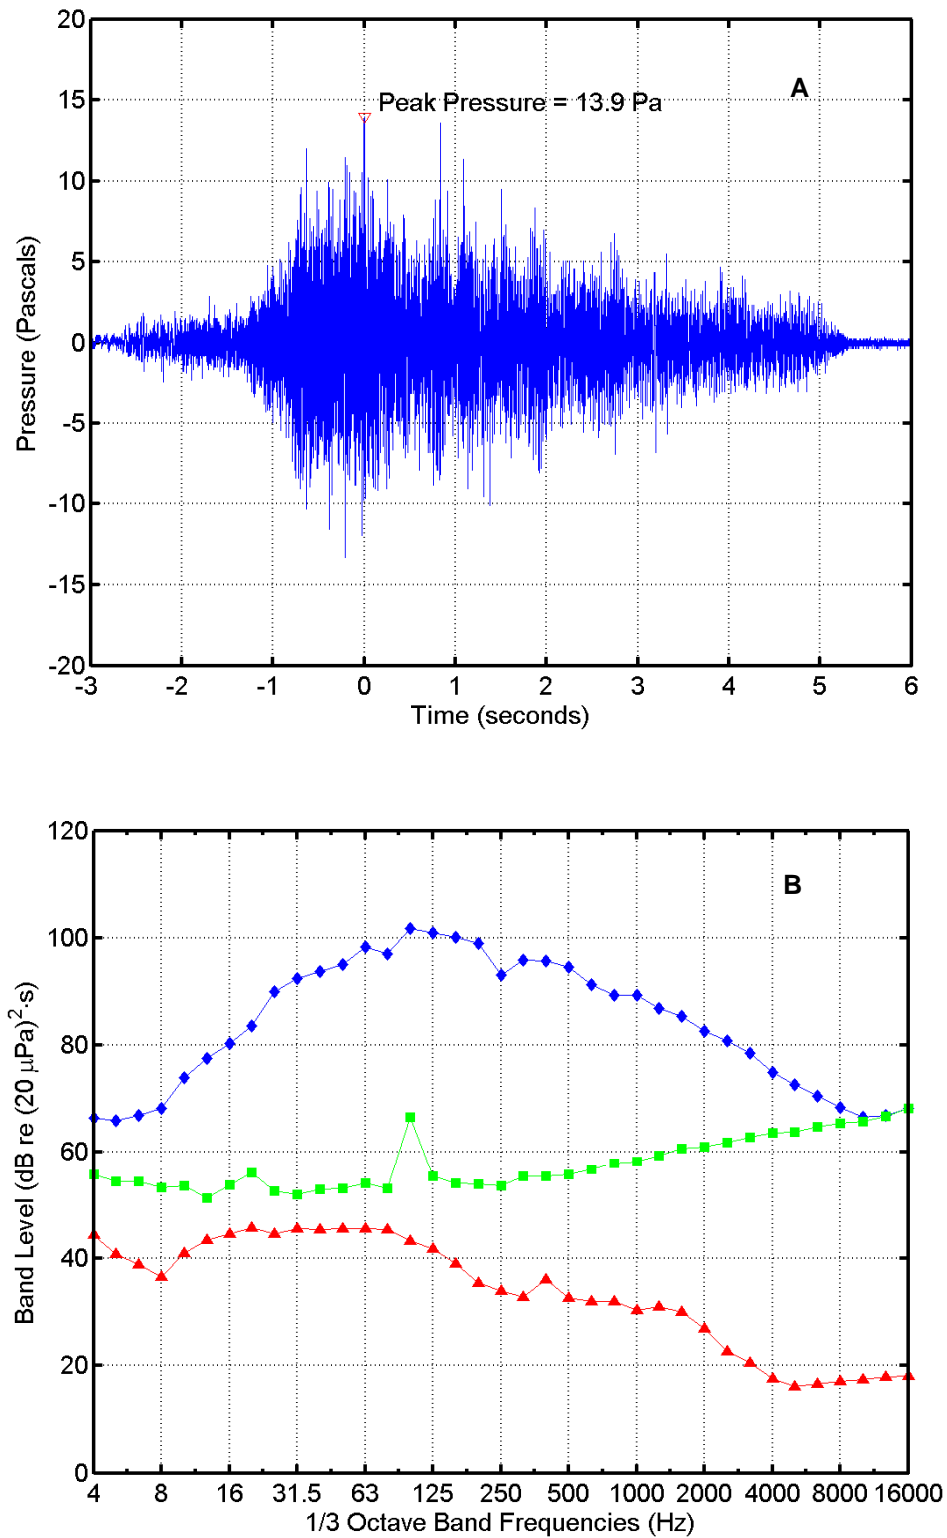 20
15
10
5
0
-5
-10
-15
-20
Pressure (Pascals)
A
Peak Pressure = 13.9 Pa
-3 -2 -1 0 1 2 3 4 5 6
Time (seconds)
120
100
80
60
40
20
0
Band Level (dB re (20 μPa)²·s)
B
4 8 16 31.5 63 125 250 500 1000 2000 4000 8000 16000
1/3 Octave Band Frequencies (Hz)